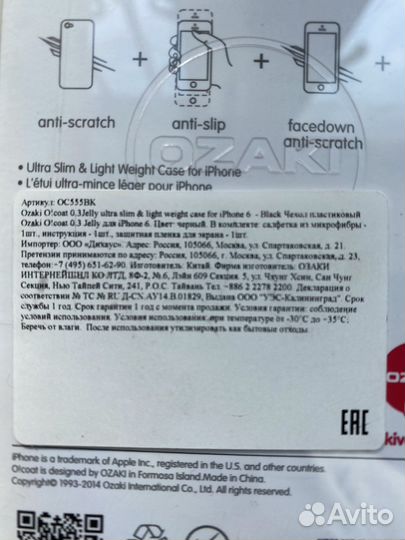 anti-scratch
anti-slip
facedown
anti-scratch
OZAKI
• Ultra Slim & Light Weight Case for iPhone
• L'étui ultra-mince léger pour iPhone
Артикул: OC555BK
Ozaki O!coat 0.3Jelly ultra slim & light weight case for iPhone 6 - Black Чехол пластиковый
Ozaki O!coat 0.3 Jelly для iPhone 6. Цвет: черный. В комплекте: салфетка из микрофибры -
1шт., инструкция - 1шт., защитная пленка для экрана - 1шт.
Импортер: ООО «Дихаус». Адрес: Россия, 105066, Москва, ул. Спартаковская, д. 21.
Претензии принимаются по адресу: Россия, 105066, Москва, ул. Спартаковская, г. 23,
телефон:+7 (495) 651-62-90. Изготовитель: Китай. Фирма изготовителя: ОЗАКИ
ИНТЕРНЕЙШНЛ КО ЛТД, 8Ф-2, №6, Лэйн 609 Секция, 5, ул. Чхунг Хсин, Сан Чунг
Секция, Нью Тайпей Сити, 241, Р.О.С. Тайвань Тел.-886 2 2278 2200. Декларация о
соответствии № ТС № RU Д-CN.АУ14.В.01829, Выдана ООО "УЭС-Калининград". Срок
службы 1 год. Срок гарантии 1 год с момента продажи. Условия гарантии: соблюдение
условий использования. Условия использования: при температуре от -30°С до +35°С;
Беречь от влаги. После использования утилизировать как бытовые отходы.
EAC
OZ
kiv
iPhone is a trademark of Apple Inc., registered in the U.S. and other countries.
O!coat is designed by OZAKI in Formosa Island.Made in China.
Copyright© 1993-2014 Ozaki International Co., Ltd. All rights reserved.
Avito